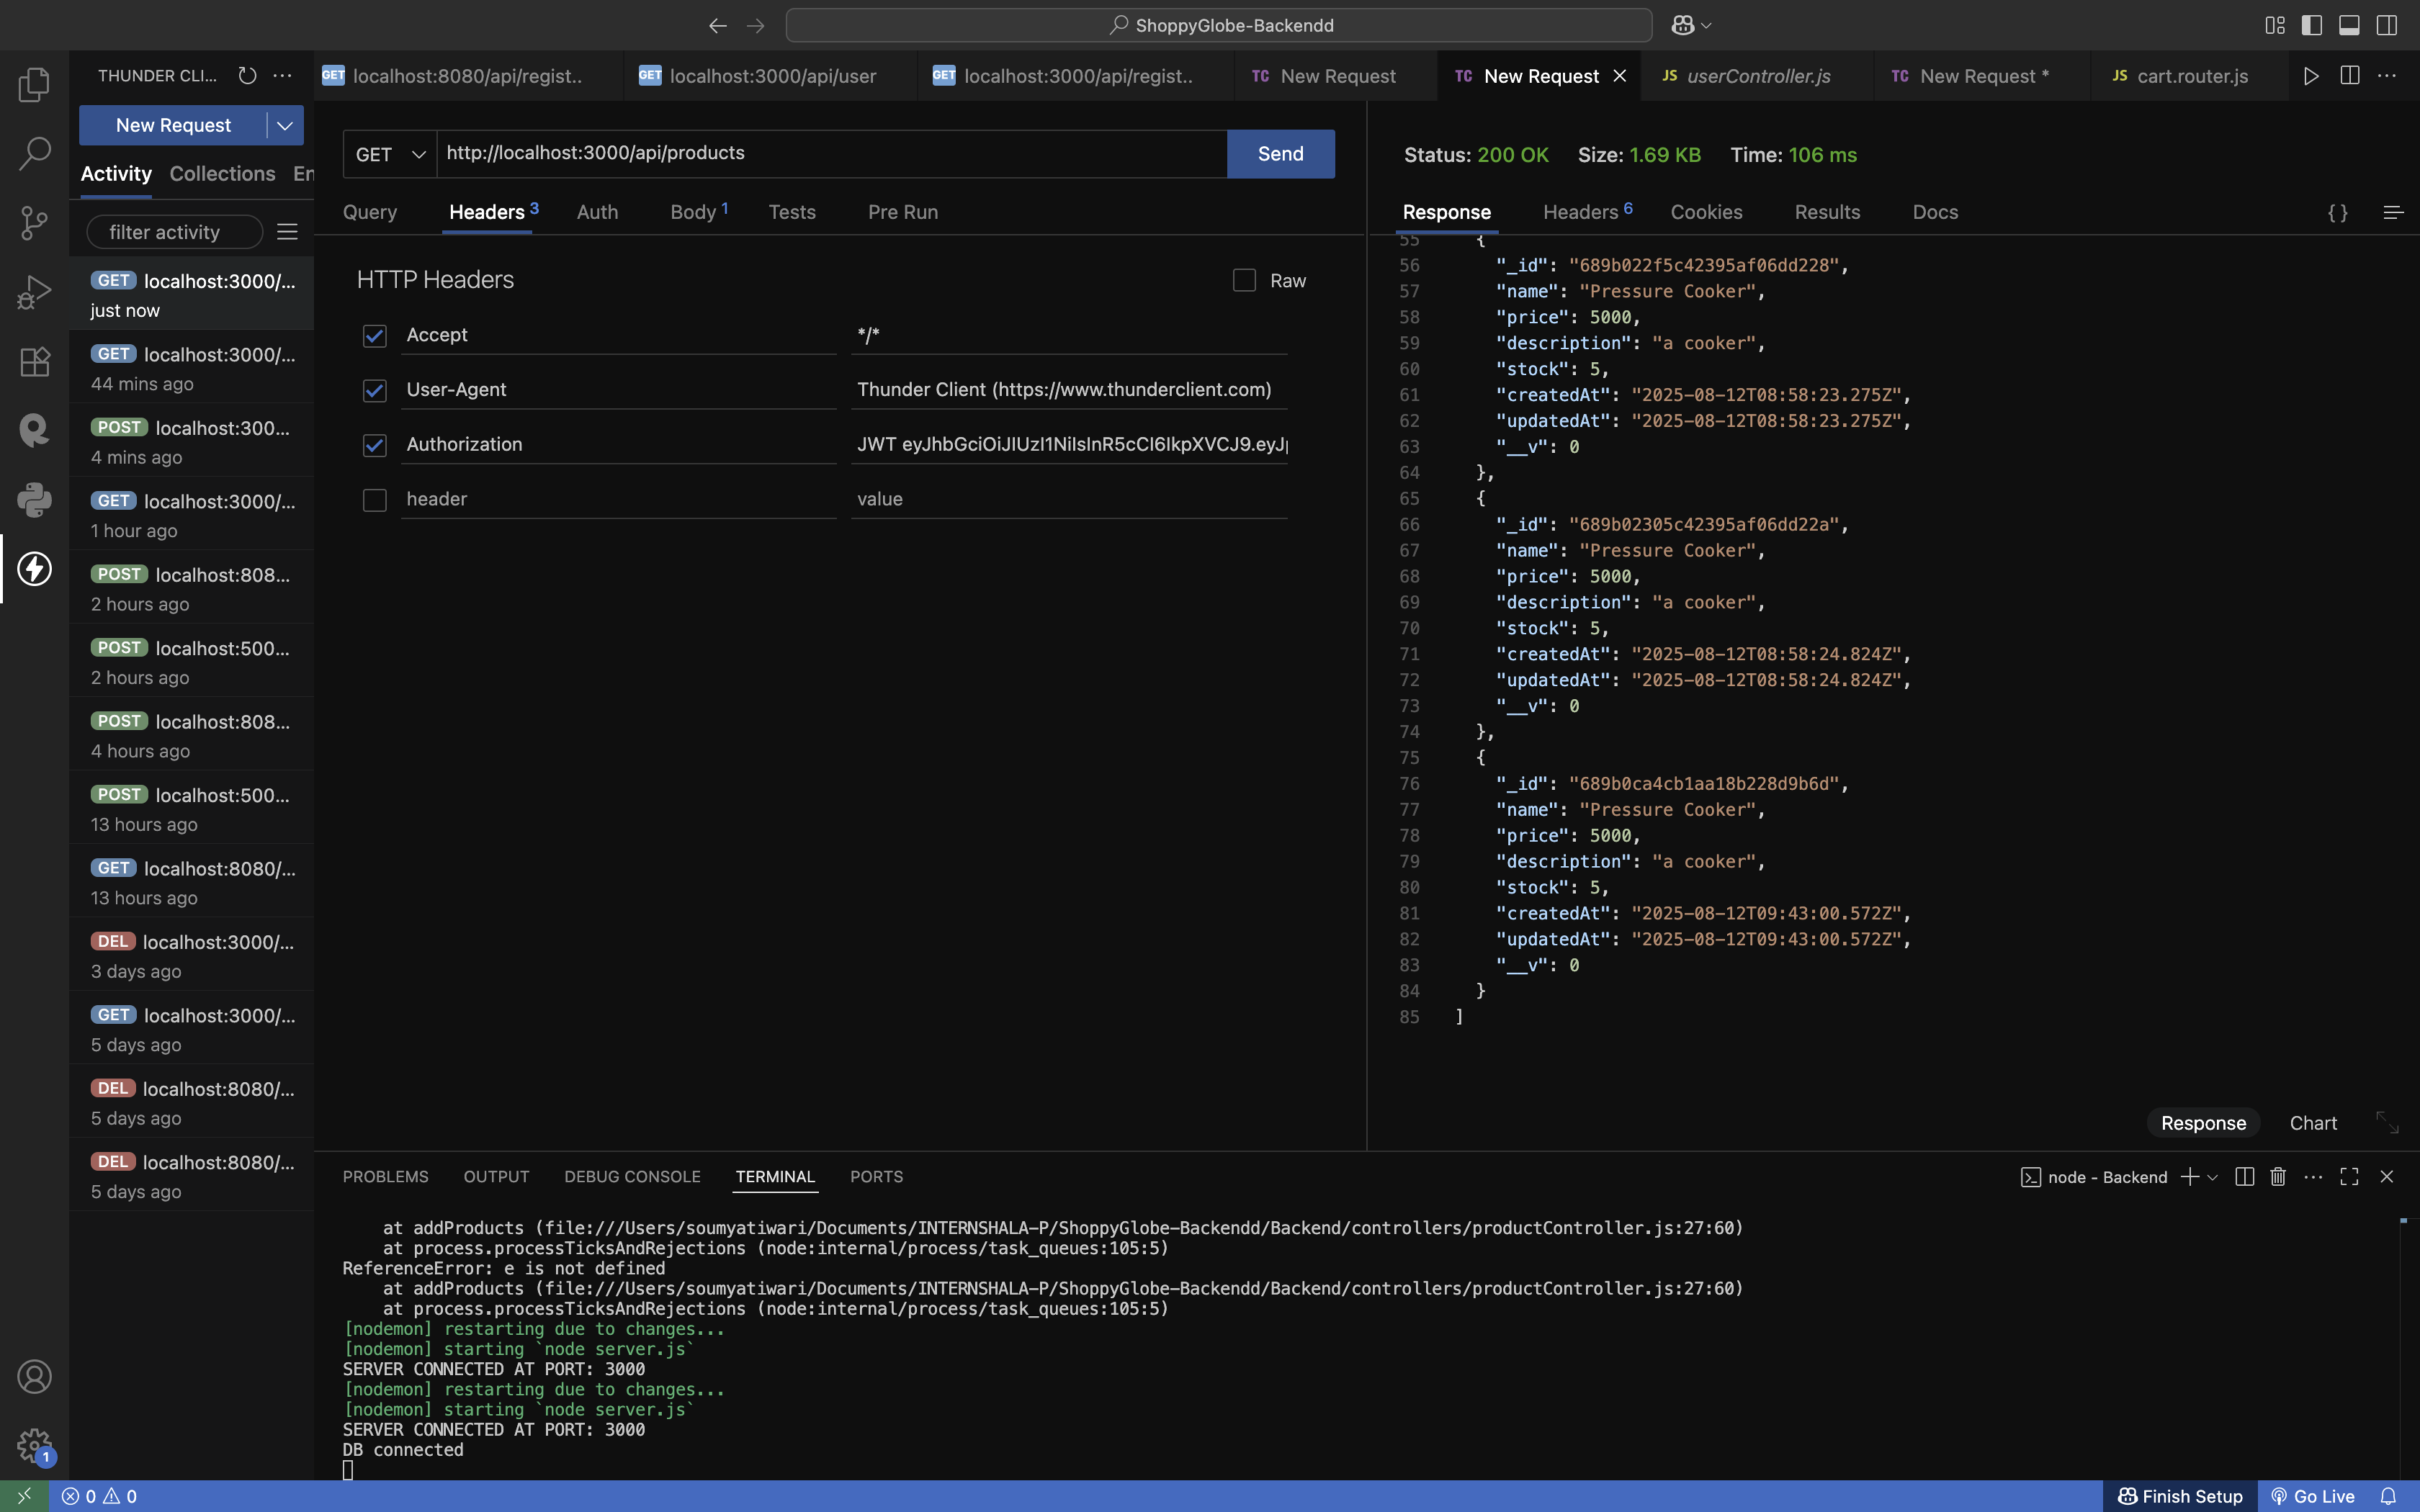 ShoppyGlobe-Backendd
THUNDER CLI...
GET localhost:8080/api/regist..
GET localhost:3000/api/user
GET localhost:3000/api/regist..
TC New Request
TC New Request
JS userController.js
TC New Request *
JS cart.router.js
New Request
Activity Collections En
filter activity
GET localhost:3000/...
just now
GET localhost:3000/...
44 mins ago
POST localhost:300...
4 mins ago
GET localhost:3000/...
1 hour ago
POST localhost:808...
2 hours ago
POST localhost:500...
2 hours ago
POST localhost:808...
4 hours ago
POST localhost:500...
13 hours ago
GET localhost:8080/...
13 hours ago
DEL localhost:3000/...
3 days ago
GET localhost:3000/...
5 days ago
DEL localhost:8080/...
5 days ago
DEL localhost:8080/...
5 days ago
GET http://localhost:3000/api/products Send
Query Headers 3 Auth Body 1 Tests Pre Run
HTTP Headers Raw
Accept */*
User-Agent Thunder Client (https://www.thunderclient.com)
Authorization JWT eyJhbGciOiJIUzI1NiIsInR5cCI6IkpXVCJ9.eyJ
header value
Status: 200 OK Size: 1.69 KB Time: 106 ms
Response Headers 6 Cookies Results Docs { }
55 {
56 "_id": "689b022f5c42395af06dd228",
57 "name": "Pressure Cooker",
58 "price": 5000,
59 "description": "a cooker",
60 "stock": 5,
61 "createdAt": "2025-08-12T08:58:23.275Z",
62 "updatedAt": "2025-08-12T08:58:23.275Z",
63 "__v": 0
64 },
65 {
66 "_id": "689b02305c42395af06dd22a",
67 "name": "Pressure Cooker",
68 "price": 5000,
69 "description": "a cooker",
70 "stock": 5,
71 "createdAt": "2025-08-12T08:58:24.824Z",
72 "updatedAt": "2025-08-12T08:58:24.824Z",
73 "__v": 0
74 },
75 {
76 "_id": "689b0ca4cb1aa18b228d9b6d",
77 "name": "Pressure Cooker",
78 "price": 5000,
79 "description": "a cooker",
80 "stock": 5,
81 "createdAt": "2025-08-12T09:43:00.572Z",
82 "updatedAt": "2025-08-12T09:43:00.572Z",
83 "__v": 0
84 }
85 ]
Response Chart
PROBLEMS OUTPUT DEBUG CONSOLE TERMINAL PORTS
node - Backend
at addProducts (file:///Users/soumyatiwari/Documents/INTERNSHALA-P/ShoppyGlobe-Backendd/Backend/controllers/productController.js:27:60)
at process.processTicksAndRejections (node:internal/process/task_queues:105:5)
ReferenceError: e is not defined
at addProducts (file:///Users/soumyatiwari/Documents/INTERNSHALA-P/ShoppyGlobe-Backendd/Backend/controllers/productController.js:27:60)
at process.processTicksAndRejections (node:internal/process/task_queues:105:5)
[nodemon] restarting due to changes...
[nodemon] starting `node server.js`
SERVER CONNECTED AT PORT: 3000
[nodemon] restarting due to changes...
[nodemon] starting `node server.js`
SERVER CONNECTED AT PORT: 3000
DB connected
1
0 0
Finish Setup Go Live